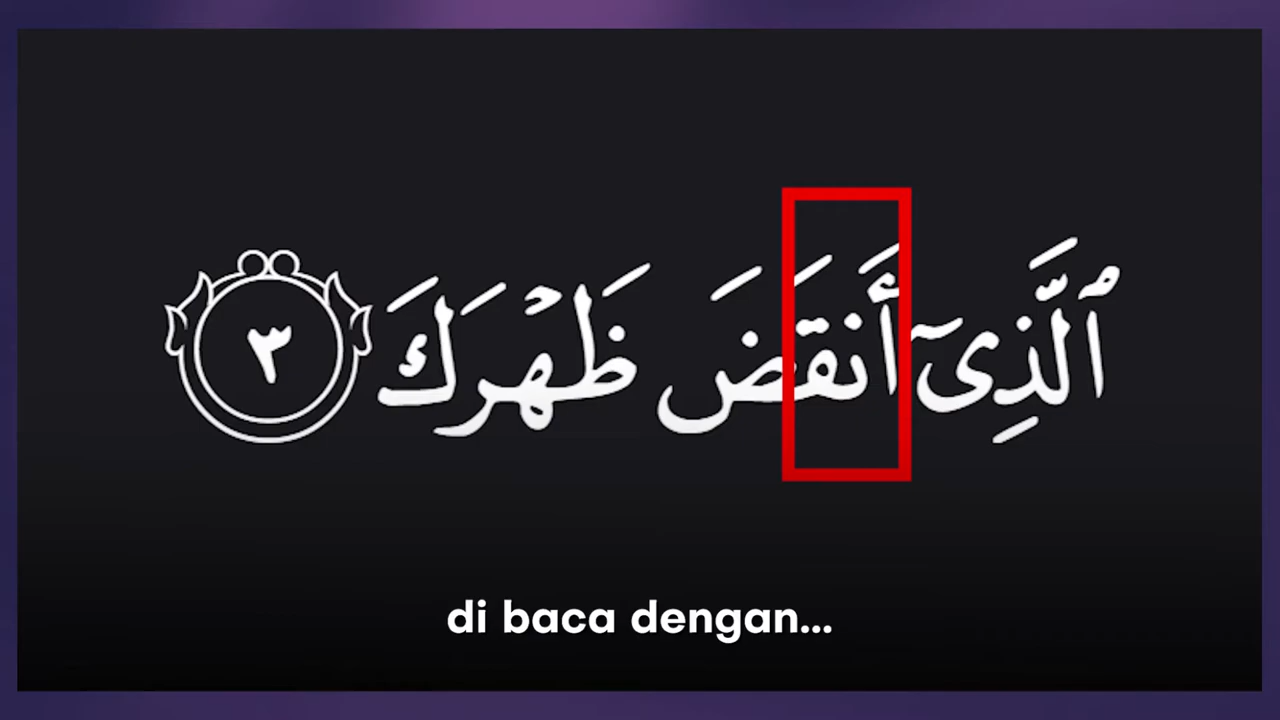 ٱلَّذِىٓ أَنقَضَ ظَهْرَكَ ٣
di baca dengan...